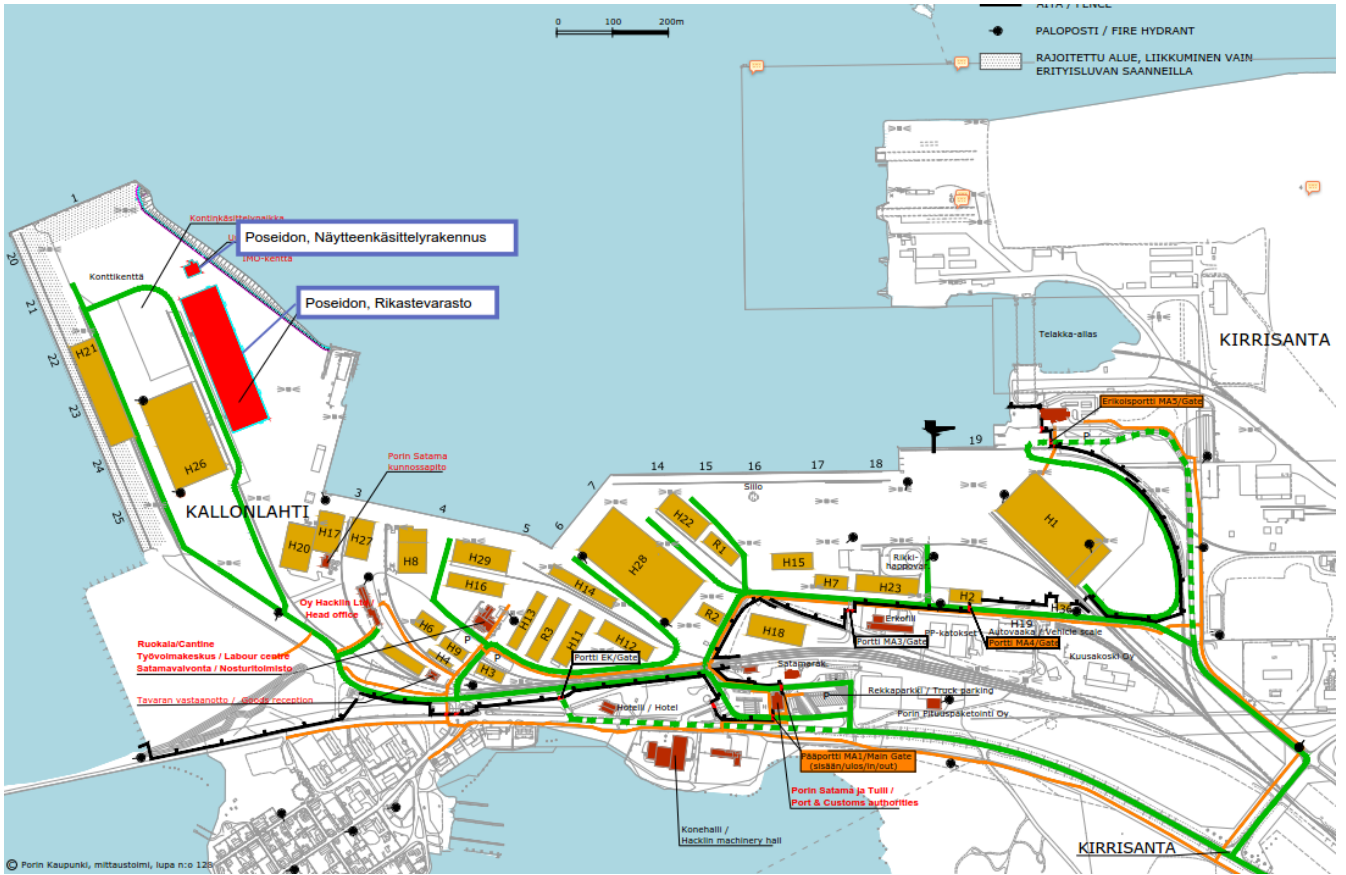 0 100 200m
AITA / FENCE
PALOPOSTI / FIRE HYDRANT
RAJOITETTU ALUE, LIIKKUMINEN VAIN
ERITYISLUVAN SAANNEILLA
1
20
21
22
23
24
25
Kontinkäsittelypaikka
Poseidon, Näytteenkäsittelyrakennus
IMO-kenttä
Konttikenttä
Poseidon, Rikastevarasto
H21
H26
KALLONLAHTI
Telakka-allas
KIRRISANTA
Erikoisportti MA5/Gate
P
Porin Satama
kunnossapito
3
4
5
6
7
14
15
16
17
18
19
Siilo
H20
H17
H27
H8
H29
H16
H14
H28
H22
R1
R2
H15
H7
H23
H2
H1
Rikki-
happovar.
H36
H19
H18
Erkofill
PP-katokset
Autovaaka / Vehicle scale
Portti MA3/Gate
Portti MA4/Gate
Kuusakoski Oy
Oy Hacklin Ltd /
Head office
Ruokala/Cantine
Työvoimakeskus / Labour centre
Satamavalvonta / Nosturitoimisto
Tavaran vastaanotto / Goods reception
H6
H9
H4
H3
P
P
H13
R3
H11
H12
Portti EK/Gate
Satamarak.
P
Rekkaparkki / Truck parking
Hotelli / Hotel
Porin Pituuspaketointi Oy
Pääportti MA1/Main Gate
(sisään/ulos/in/out)
Porin Satama ja Tulli /
Port & Customs authorities
Konehalli /
Hacklin machinery hall
KIRRISANTA
© Porin Kaupunki, mittaustoimi, lupa n:o 128